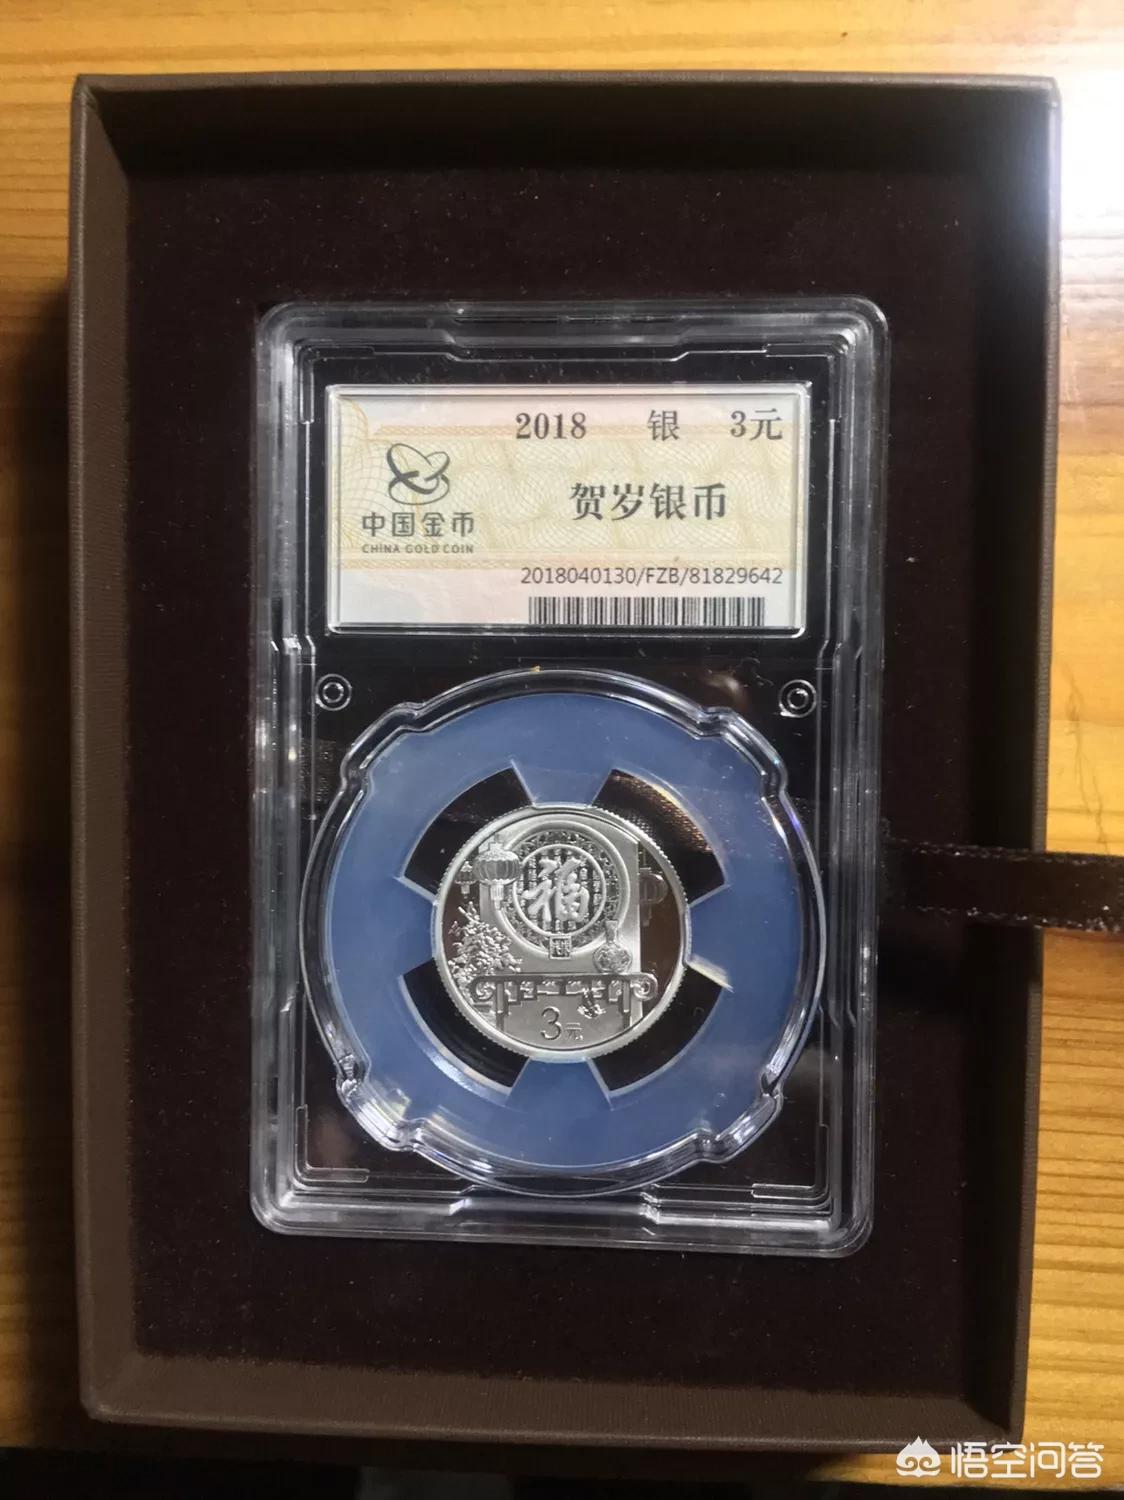 2018 银 3元
中国金币
CHINA GOLD COIN
贺岁银币
2018040130/FZB/81829642
福
3元
悟空问答